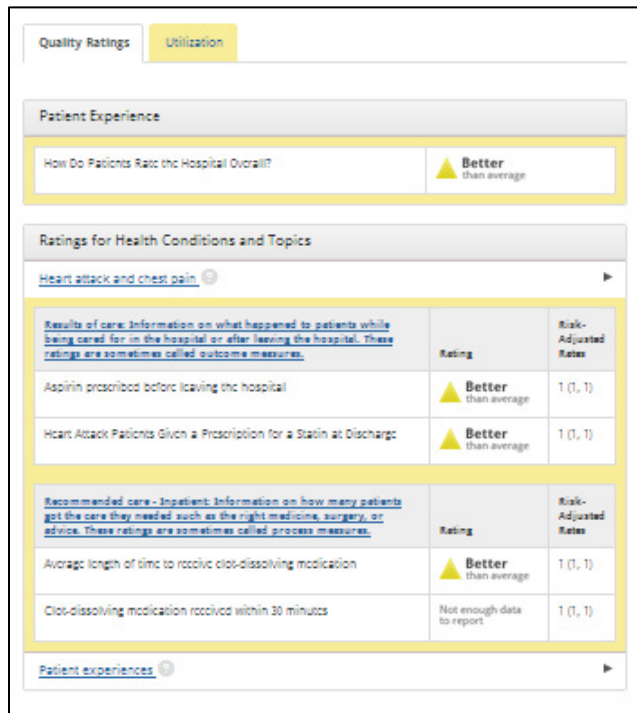 Quality Ratings
Utilization
Patient Experience
How Do Patients Rate the Hospital Overall?
Better
than average
Ratings for Health Conditions and Topics
Heart attack and chest pain ?
Results of care: Information on what happened to patients while
being cared for in the hospital or after leaving the hospital. These
ratings are sometimes called outcome measures.
Rating
Risk-
Adjusted
Rates
Aspirin prescribed before leaving the hospital
Better
than average
1 (1, 1)
Heart Attack Patients Given a Prescription for a Statin at Discharge
Better
than average
1 (1, 1)
Recommended care - Inpatient: Information on how many patients
got the care they needed such as the right medicine, surgery, or
advice. These ratings are sometimes called process measures.
Rating
Risk-
Adjusted
Rates
Average length of time to receive clot-dissolving medication
Better
than average
1 (1, 1)
Clot-dissolving medication received within 30 minutes
Not enough data
to report
1 (1, 1)
Patient experiences ?